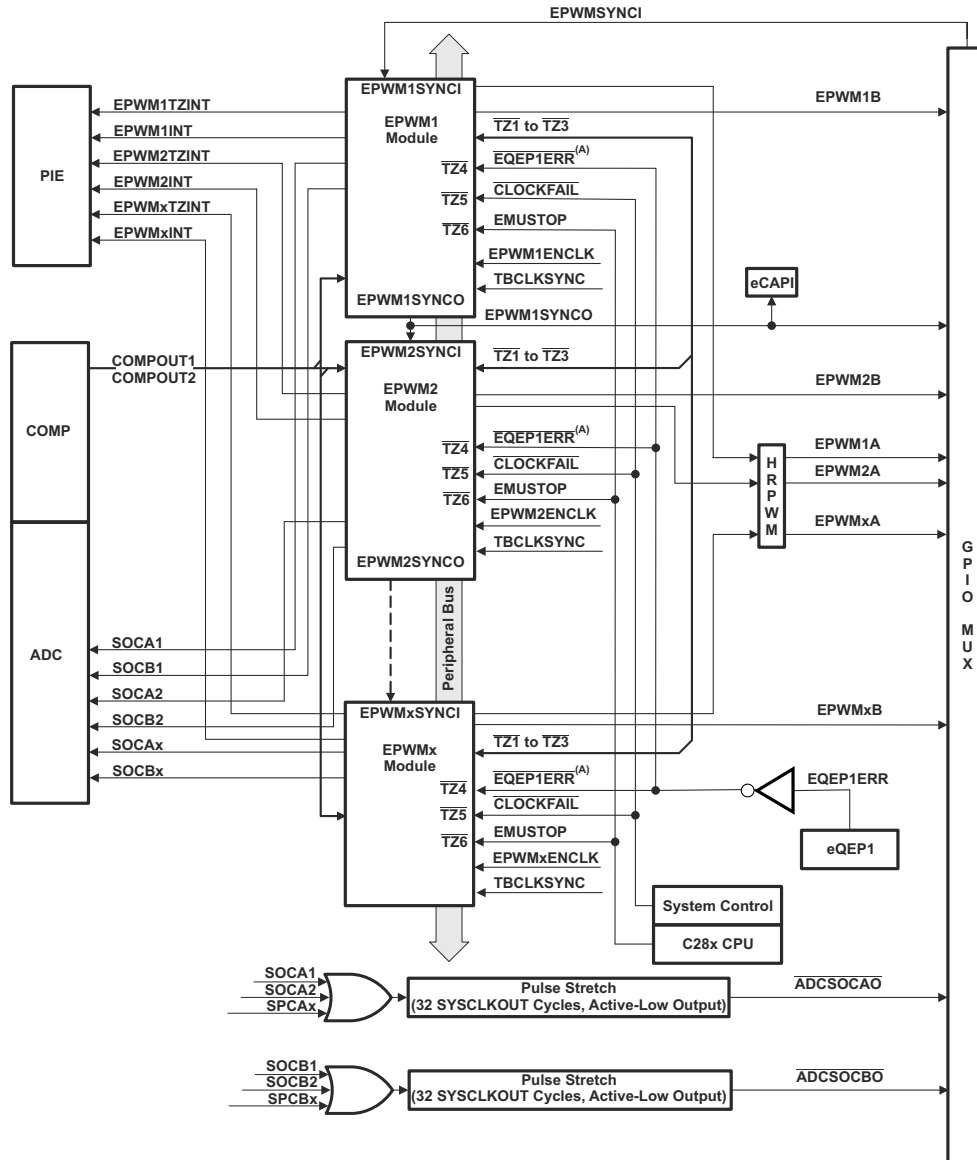 EPWMSYNCI
EPWM1SYNCI
EPWM1
Module
EPWM1TZINT
EPWM1INT
EPWM2TZINT
EPWM2INT
EPWMxTZINT
EPWMxINT
PIE
EPWM1B
TZ1 to TZ3
TZ4
EQEP1ERR(A)
TZ5
CLOCKFAIL
TZ6
EMUSTOP
EPWM1ENCLK
TBCLKSYNC
EPWM1SYNCO
eCAPI
EPWM1SYNCO
COMPOUT1
COMPOUT2
COMP
EPWM2SYNCI
EPWM2
Module
TZ1 to TZ3
EPWM2B
TZ4
EQEP1ERR(A)
TZ5
CLOCKFAIL
TZ6
EMUSTOP
EPWM2ENCLK
TBCLKSYNC
EPWM2SYNCO
HRPWM
EPWM1A
EPWM2A
EPWMxA
GPIO MUX
Peripheral Bus
ADC
SOCA1
SOCB1
SOCA2
SOCB2
SOCAx
SOCBx
EPWMxSYNCI
EPWMx
Module
EPWMxB
TZ1 to TZ3
TZ4
EQEP1ERR(A)
TZ5
CLOCKFAIL
TZ6
EMUSTOP
EPWMxENCLK
TBCLKSYNC
EQEP1ERR
eQEP1
System Control
C28x CPU
SOCA1
SOCA2
SPCAx
Pulse Stretch
(32 SYSCLKOUT Cycles, Active-Low Output)
ADCSOCAO
SOCB1
SOCB2
SPCBx
Pulse Stretch
(32 SYSCLKOUT Cycles, Active-Low Output)
ADCSOCBO